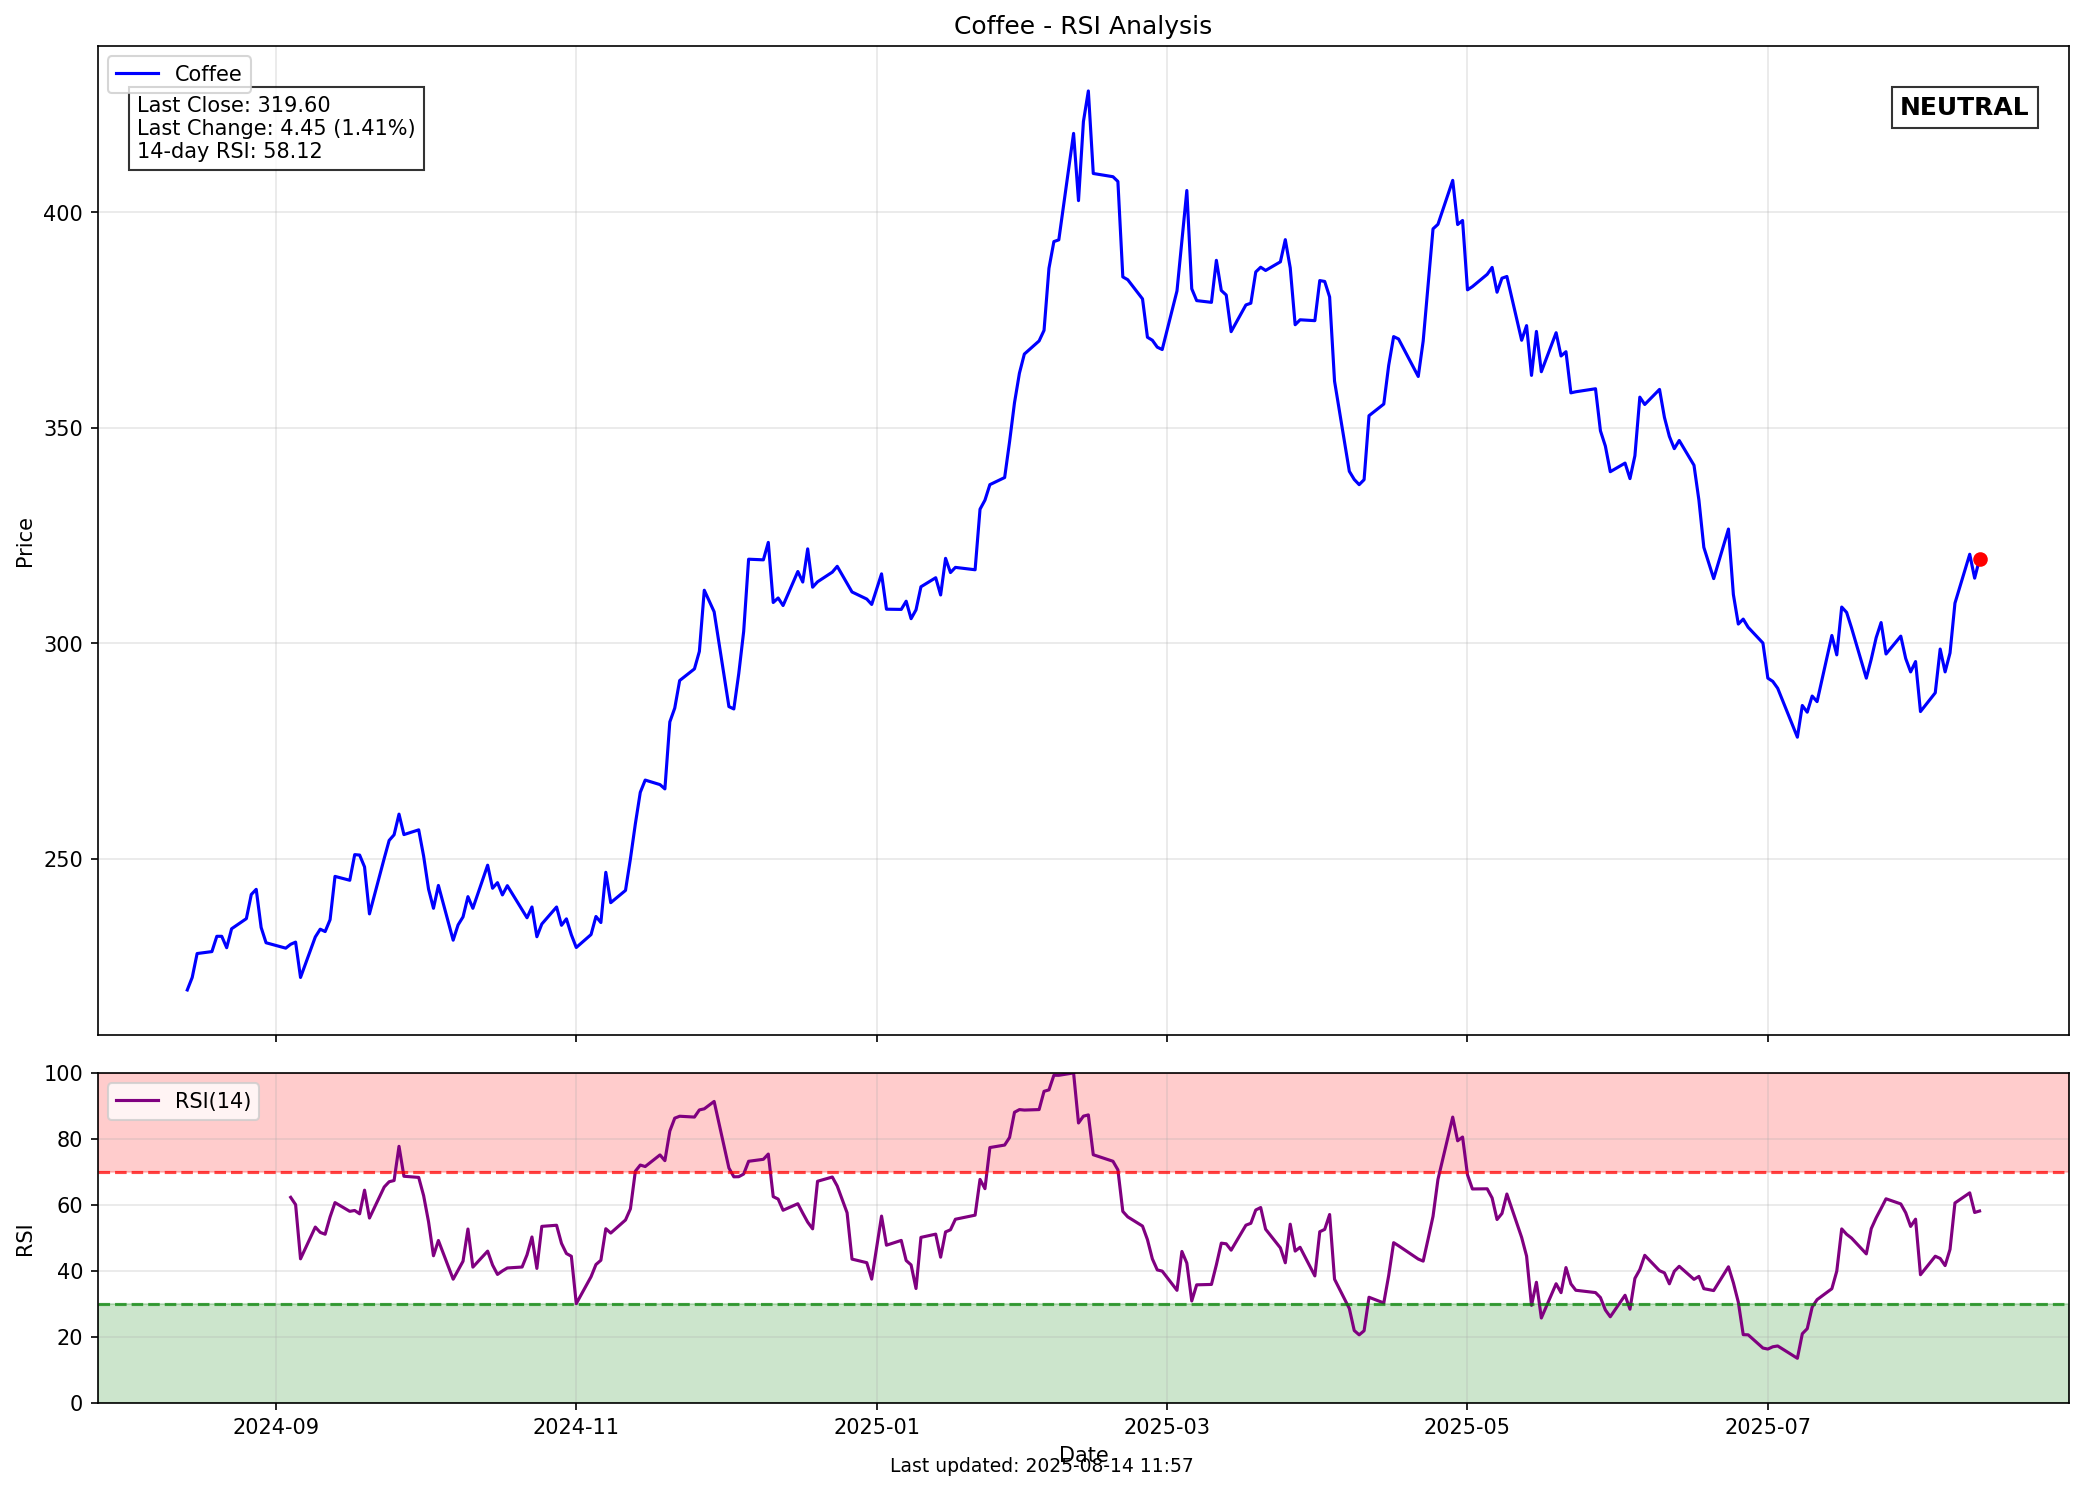 Coffee - RSI Analysis
Coffee
Last Close: 319.60
Last Change: 4.45 (1.41%)
14-day RSI: 58.12
NEUTRAL
400
350
300
250
Price
100
80
60
40
20
0
RSI
RSI(14)
2024-09
2024-11
2025-01
2025-03
2025-05
2025-07
Date
Last updated: 2025-08-14 11:57